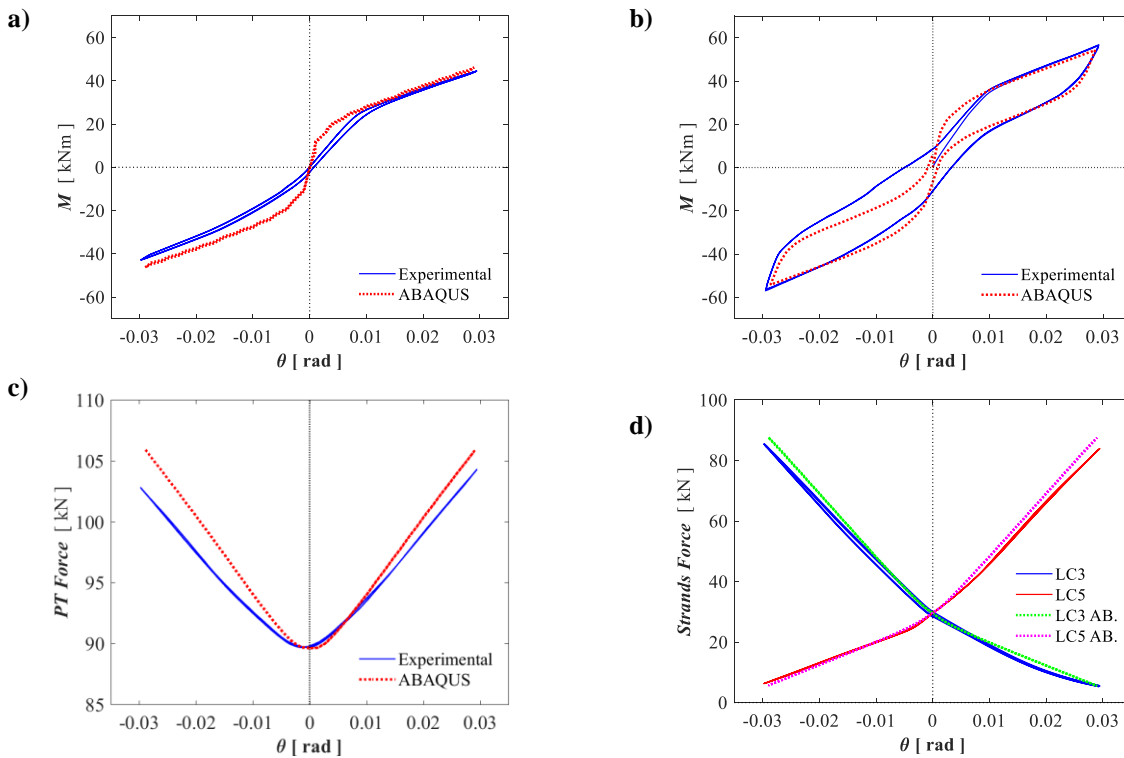 a)
60
40
20
0
-20
-40
-60
M [ kNm ]
-0.03 -0.02 -0.01 0 0.01 0.02 0.03
θ [ rad ]
Experimental
ABAQUS
b)
60
40
20
0
-20
-40
-60
M [ kNm ]
-0.03 -0.02 -0.01 0 0.01 0.02 0.03
θ [ rad ]
Experimental
ABAQUS
c)
110
105
100
95
90
85
PT Force [ kN ]
-0.03 -0.02 -0.01 0 0.01 0.02 0.03
θ [ rad ]
Experimental
ABAQUS
d)
100
80
60
40
20
0
Strands Force [ kN ]
-0.03 -0.02 -0.01 0 0.01 0.02 0.03
θ [ rad ]
LC3
LC5
LC3 AB.
LC5 AB.